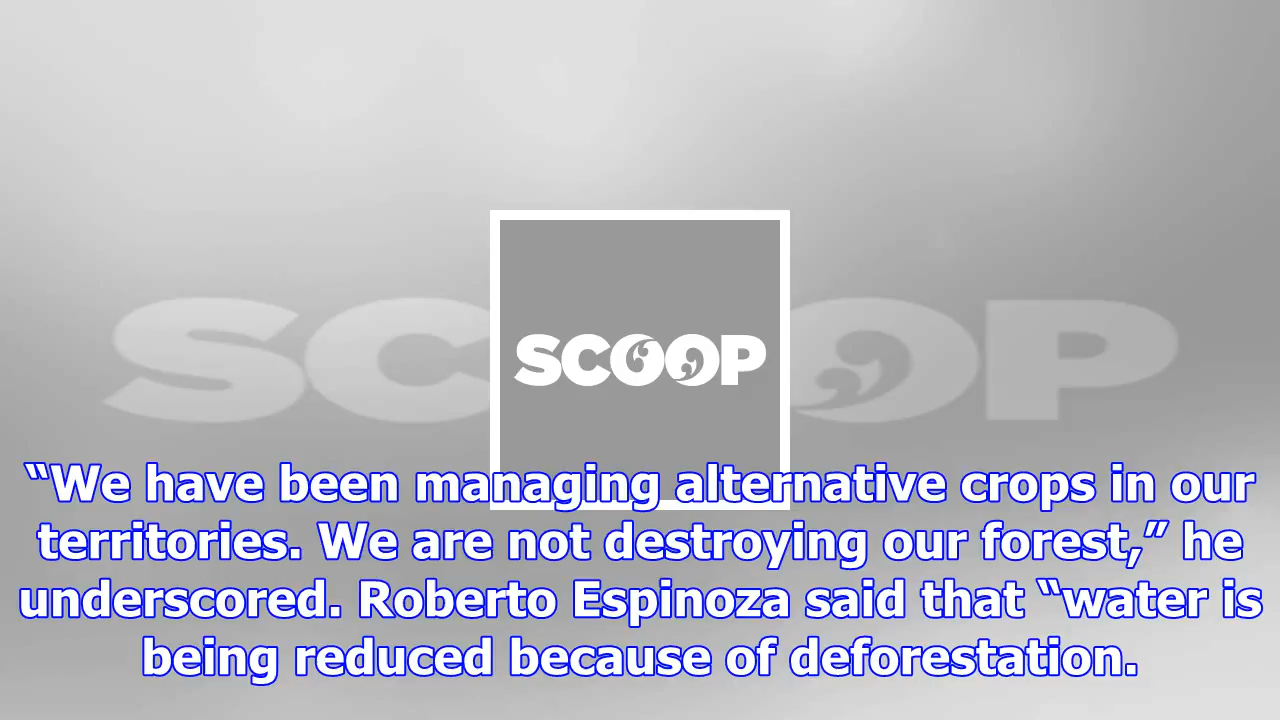 SCOOP
SCOOP
“We have been managing alternative crops in our
territories. We are not destroying our forest,” he
underscored. Roberto Espinoza said that “water is
being reduced because of deforestation.